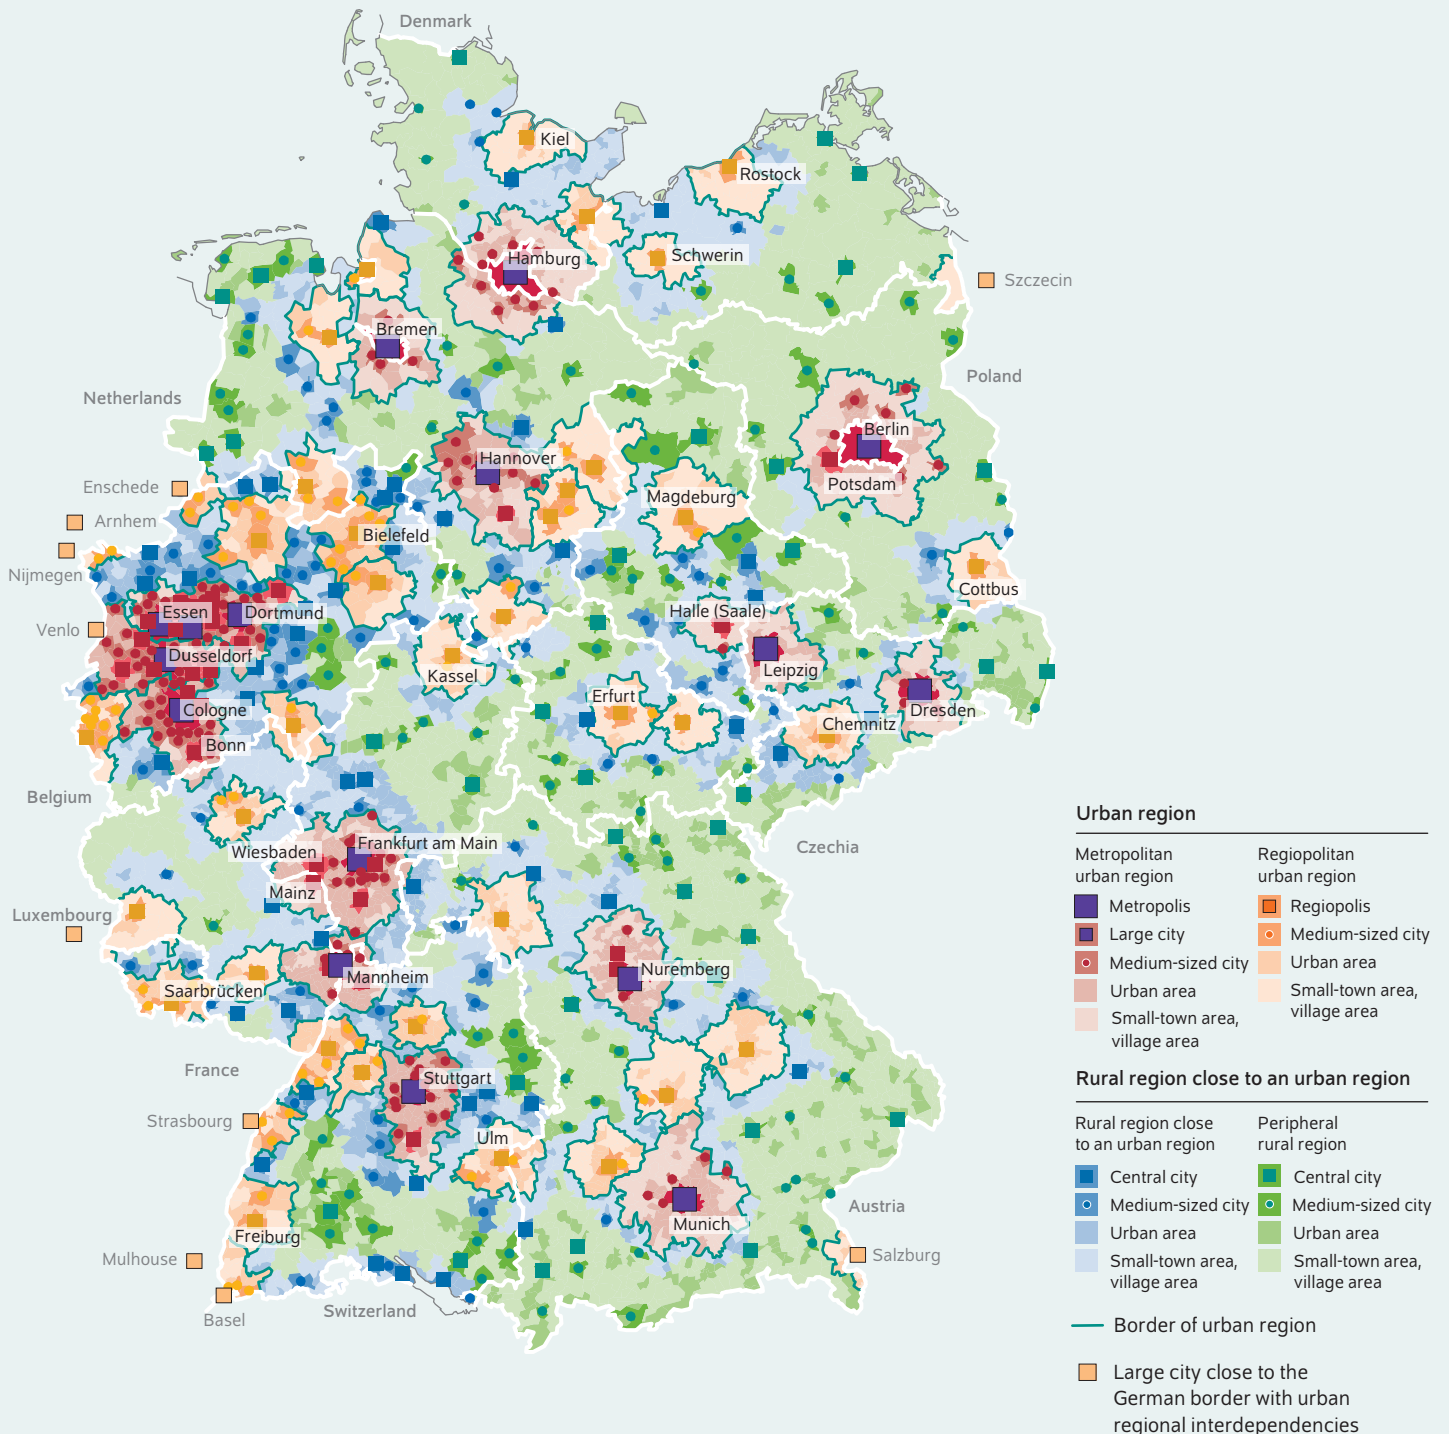 Denmark
Kiel
Rostock
Hamburg
Schwerin
Szczecin
Bremen
Poland
Netherlands
Berlin
Hannover
Potsdam
Enschede
Magdeburg
Arnhem
Bielefeld
Nijmegen
Cottbus
Essen
Dortmund
Halle (Saale)
Venlo
Dusseldorf
Leipzig
Kassel
Erfurt
Cologne
Chemnitz
Dresden
Bonn
Belgium
Wiesbaden
Frankfurt am Main
Czechia
Mainz
Luxembourg
Mannheim
Nuremberg
Saarbrücken
France
Stuttgart
Strasbourg
Ulm
Munich
Austria
Freiburg
Salzburg
Mulhouse
Switzerland
Basel
Urban region
Metropolitan
urban region
Metropolis
Large city
Medium-sized city
Urban area
Small-town area,
village area
Regiopolitan
urban region
Regiopolis
Medium-sized city
Urban area
Small-town area,
village area
Rural region close to an urban region
Rural region close
to an urban region
Central city
Medium-sized city
Urban area
Small-town area,
village area
Peripheral
rural region
Central city
Medium-sized city
Urban area
Small-town area,
village area
Border of urban region
Large city close to the
German border with urban
regional interdependencies